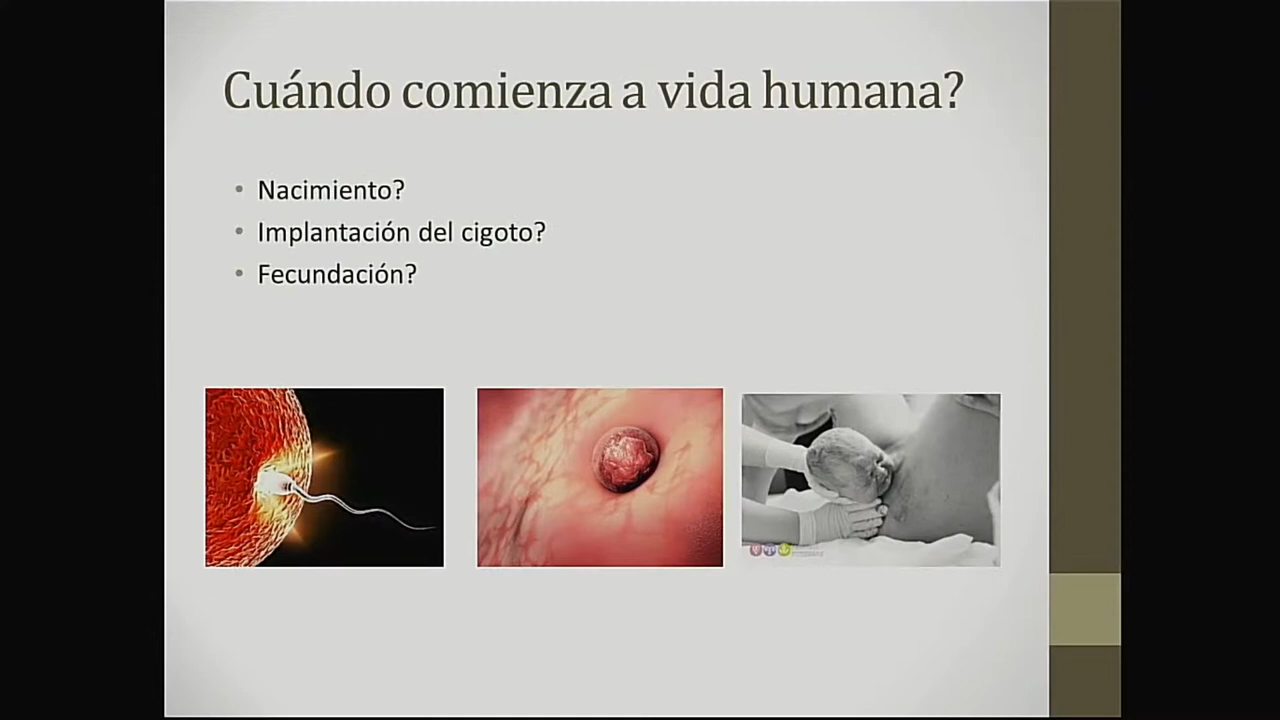 Cuándo comienza a vida humana?
• Nacimiento?
• Implantación del cigoto?
• Fecundación?